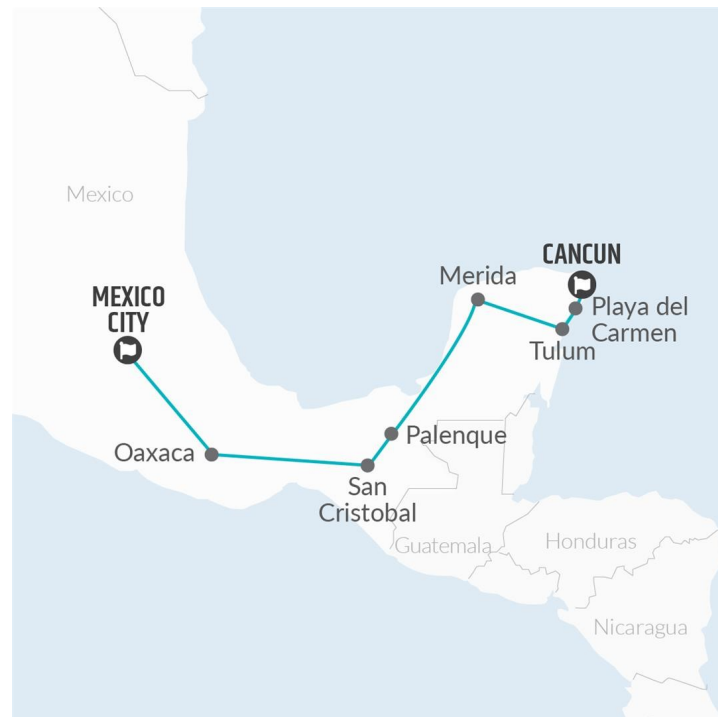 Mexico
CANCUN
Merida
MEXICO
CITY
Playa del
Carmen
Tulum
Oaxaca
Palenque
San
Cristobal
Guatemala
Honduras
Nicaragua